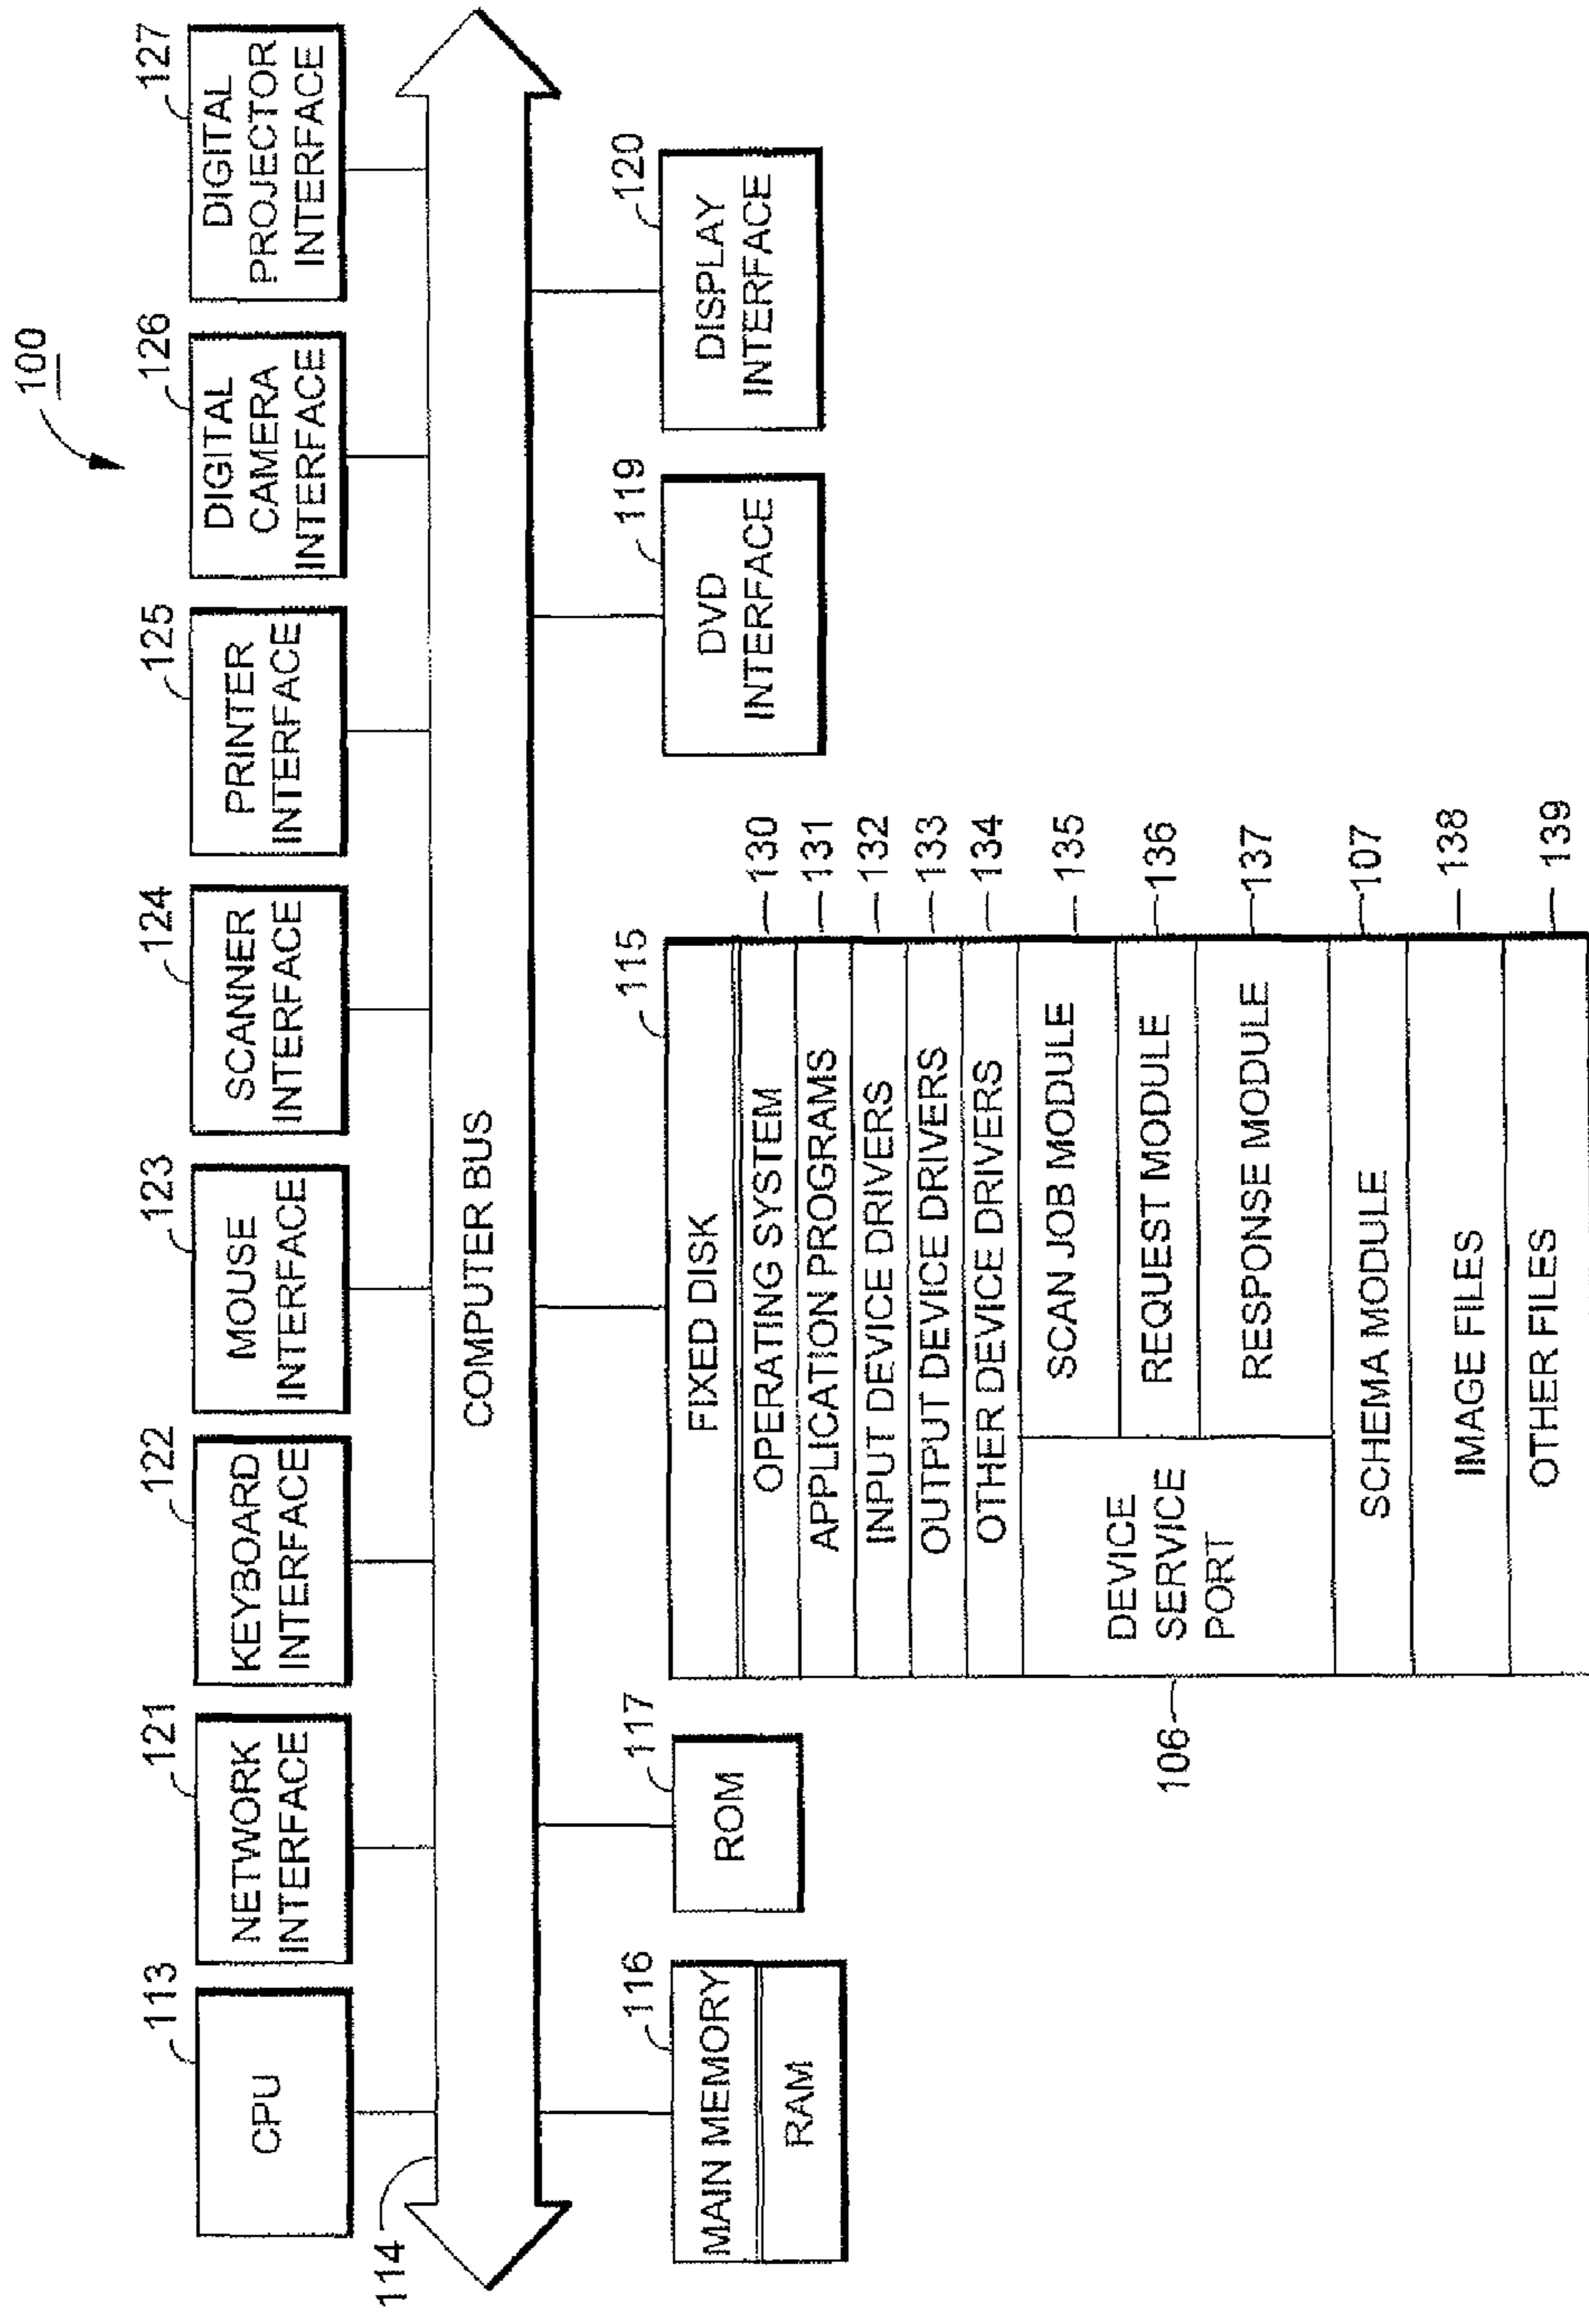 100
113
CPU
121
NETWORK
INTERFACE
122
KEYBOARD
INTERFACE
123
MOUSE
INTERFACE
124
SCANNER
INTERFACE
125
PRINTER
INTERFACE
126
DIGITAL
CAMERA
INTERFACE
127
DIGITAL
PROJECTOR
INTERFACE
114
COMPUTER BUS
116
MAIN MEMORY
RAM
117
ROM
115
FIXED DISK
OPERATING SYSTEM
130
APPLICATION PROGRAMS
131
INPUT DEVICE DRIVERS
132
OUTPUT DEVICE DRIVERS
133
OTHER DEVICE DRIVERS
134
106
DEVICE
SERVICE
PORT
SCAN JOB MODULE
135
REQUEST MODULE
136
RESPONSE MODULE
137
SCHEMA MODULE
107
IMAGE FILES
138
OTHER FILES
139
119
DVD
INTERFACE
120
DISPLAY
INTERFACE